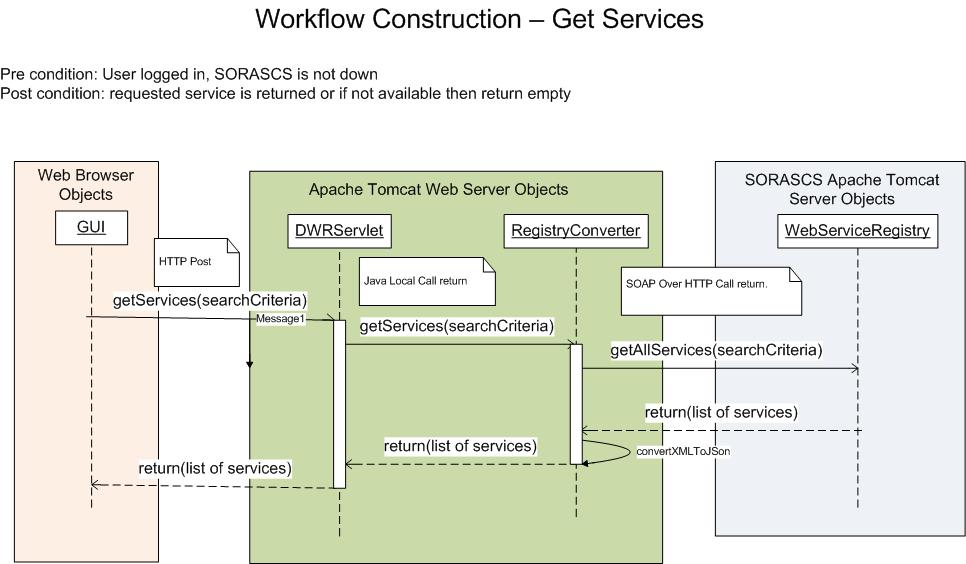 Workflow Construction – Get Services
Pre condition: User logged in, SORASCS is not down
Post condition: requested service is returned or if not available then return empty
Web Browser
Objects
GUI
Apache Tomcat Web Server Objects
DWRServlet
RegistryConverter
SORASCS Apache Tomcat
Server Objects
WebServiceRegistry
HTTP Post
Java Local Call return
SOAP Over HTTP Call return.
getServices(searchCriteria)
Message1
getServices(searchCriteria)
getAllServices(searchCriteria)
return(list of services)
convertXMLToJSon
return(list of services)
return(list of services)